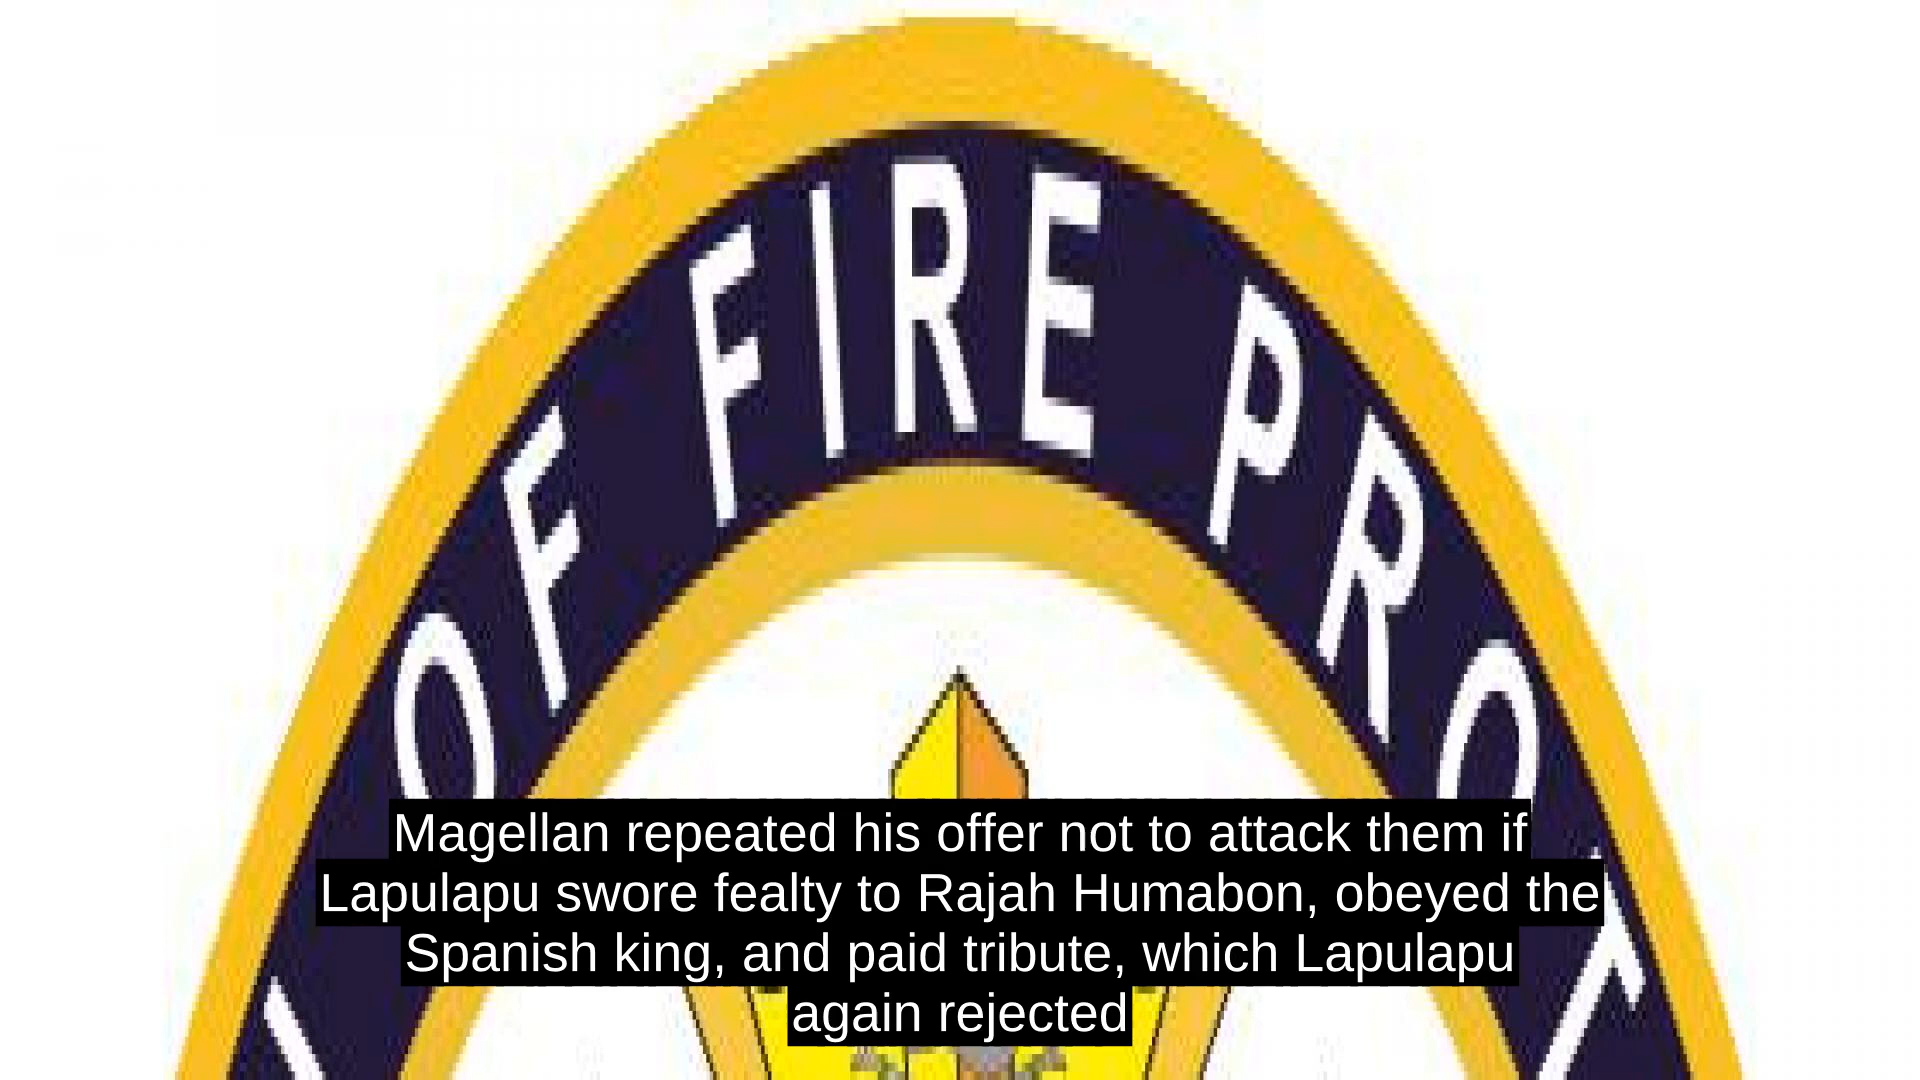 OF FIRE PROT
Magellan repeated his offer not to attack them if
Lapulapu swore fealty to Rajah Humabon, obeyed the
Spanish king, and paid tribute, which Lapulapu
again rejected